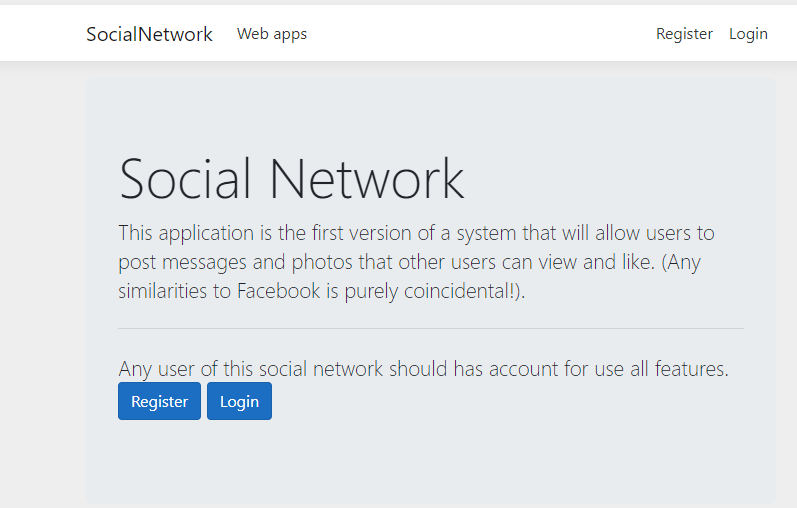 SocialNetwork Web apps Register Login
Social Network
This application is the first version of a system that will allow users to
post messages and photos that other users can view and like. (Any
similarities to Facebook is purely coincidental!).
Any user of this social network should has account for use all features.
Register Login